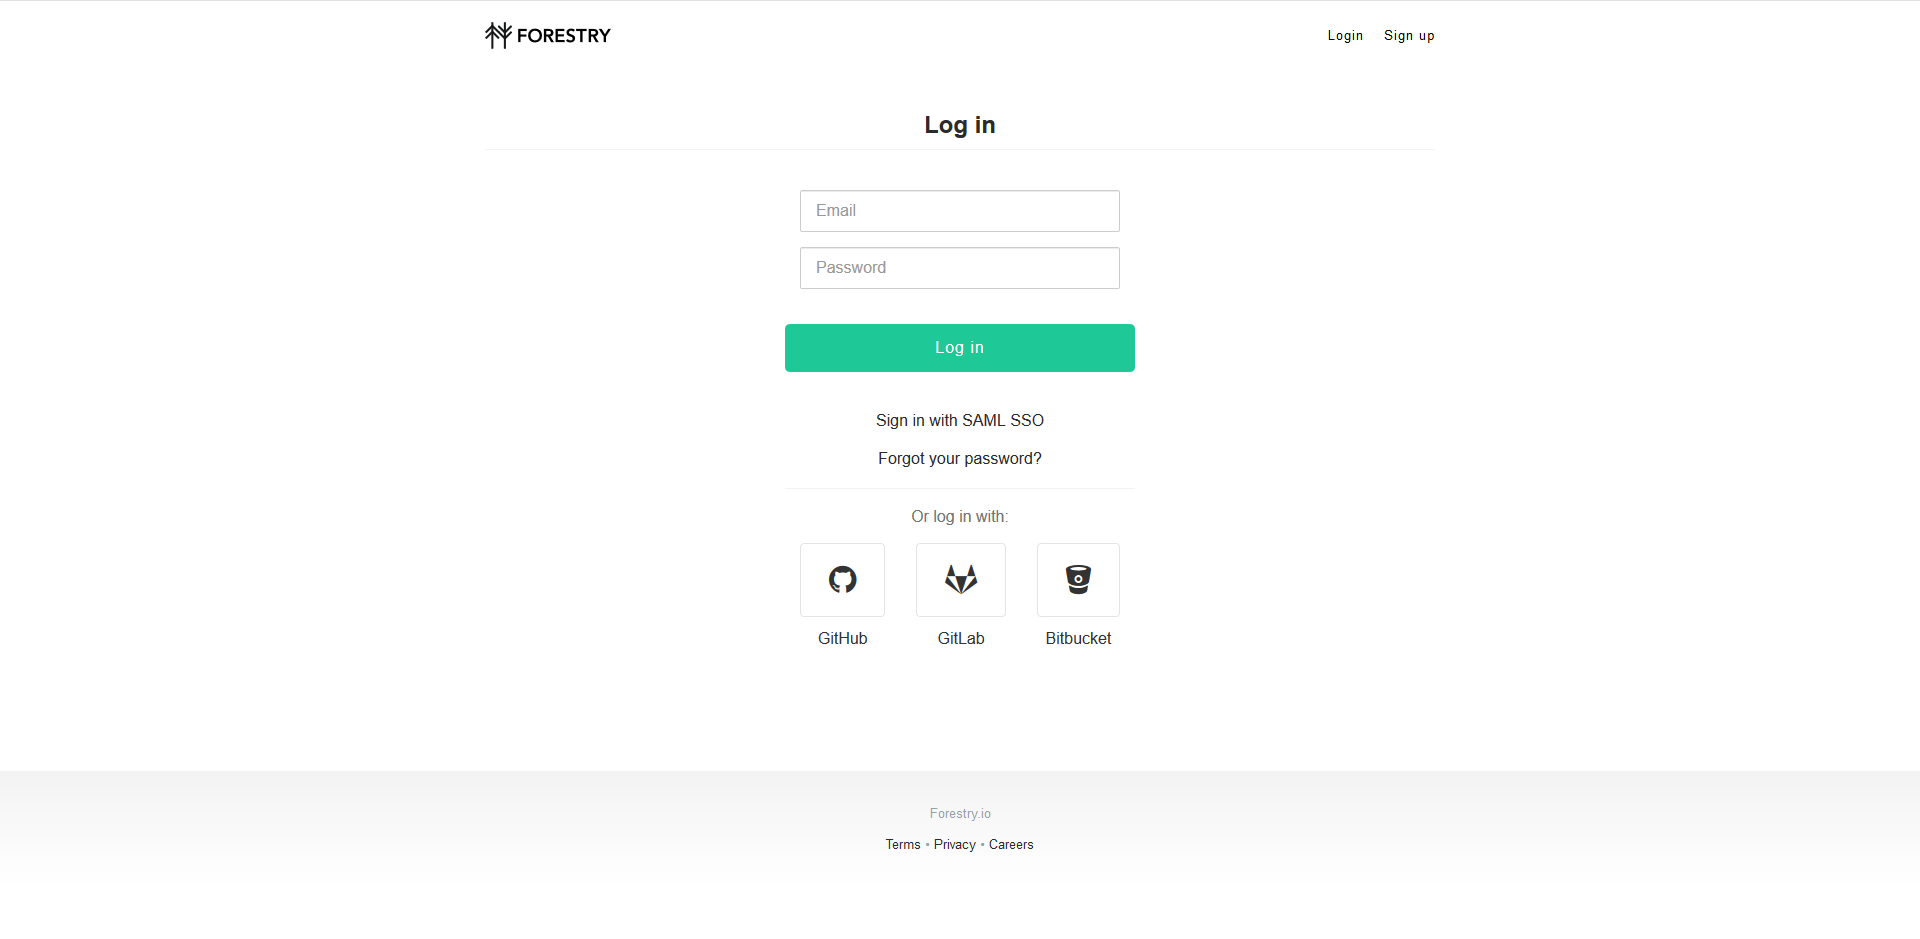 FORESTRY
Login Sign up
Log in
Email
Password
Log in
Sign in with SAML SSO
Forgot your password?
Or log in with:
GitHub GitLab Bitbucket
Forestry.io
Terms • Privacy • Careers